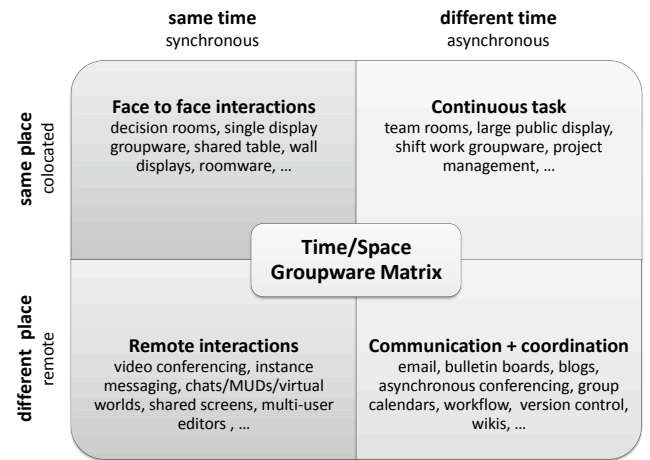 same time
synchronous
different time
asynchronous
same place
colocated
Face to face interactions
decision rooms, single display
groupware, shared table, wall
displays, roomware, ...
Continuous task
team rooms, large public display,
shift work groupware, project
management, ...
Time/Space
Groupware Matrix
different  place
remote
Remote interactions
video conferencing, instance
messaging, chats/MUDs/virtual
worlds, shared screens, multi-user
editors , ...
Communication + coordination
email, bulletin boards, blogs,
asynchronous conferencing, group
calendars, workflow,  version control,
wikis, ...